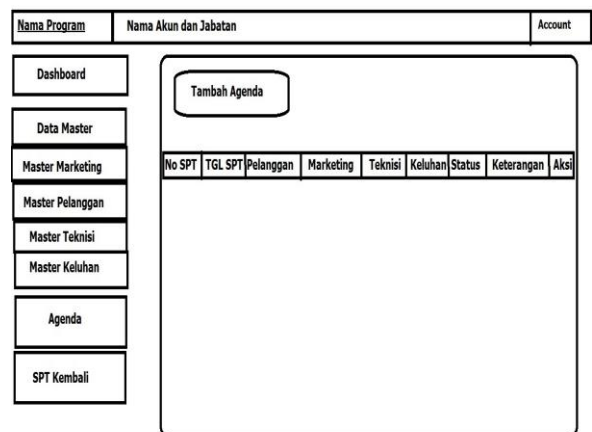 Nama Program Nama Akun dan Jabatan Account
Dashboard
Data Master
Master Marketing
Master Pelanggan
Master Teknisi
Master Keluhan
Agenda
SPT Kembali
Tambah Agenda
No SPT TGL SPT Pelanggan Marketing Teknisi Keluhan Status Keterangan Aksi